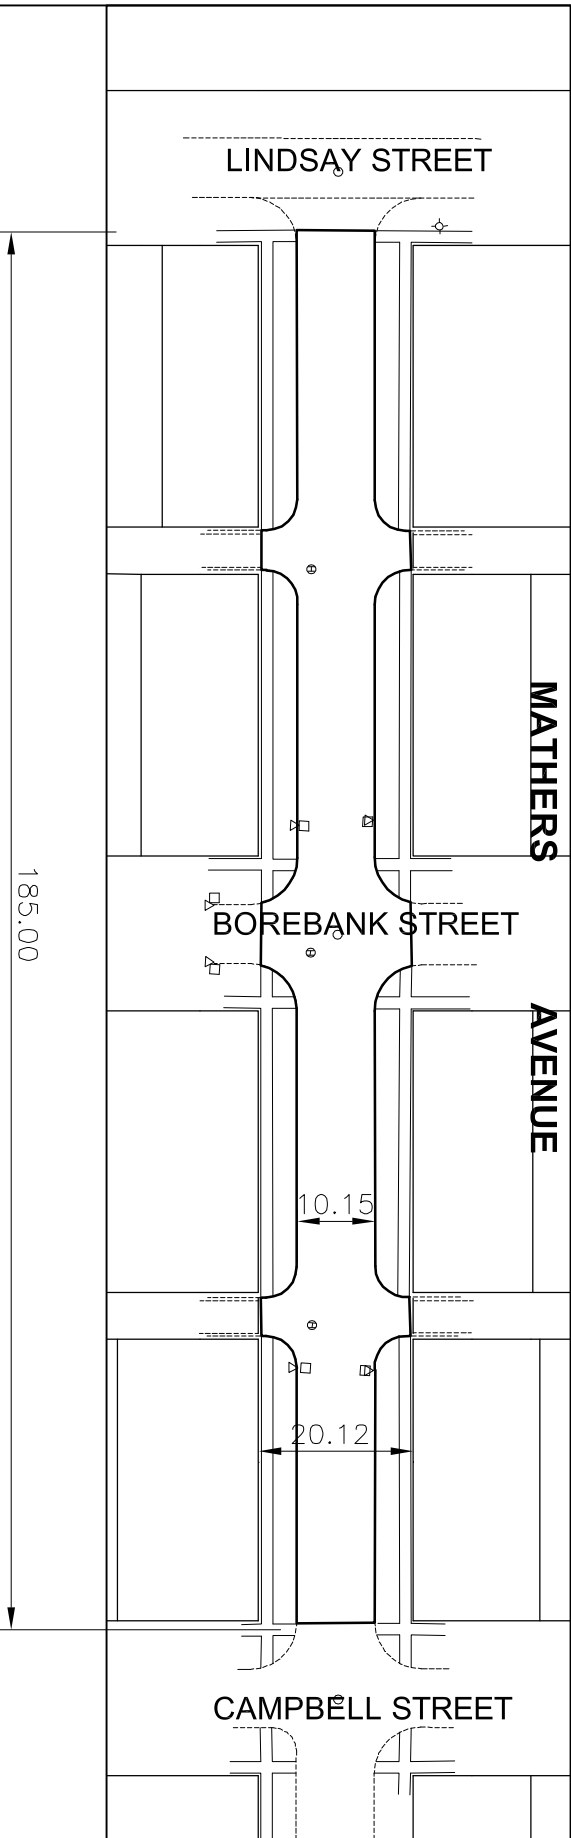 LINDSAY STREET
MATHERS AVENUE
185.00
BOREBANK STREET
10.15
20.12
CAMPBELL STREET